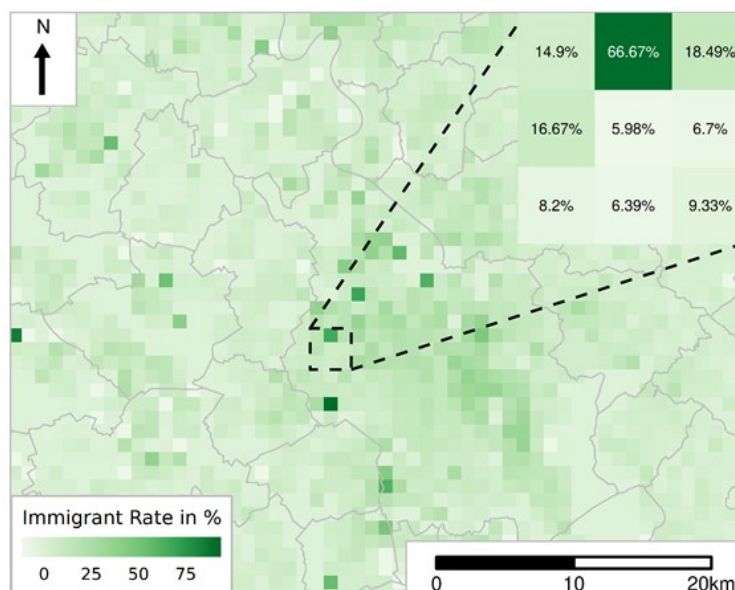 N
14.9% 66.67% 18.49%
16.67% 5.98% 6.7%
8.2% 6.39% 9.33%
Immigrant Rate in %
0 25 50 75
0 10 20km